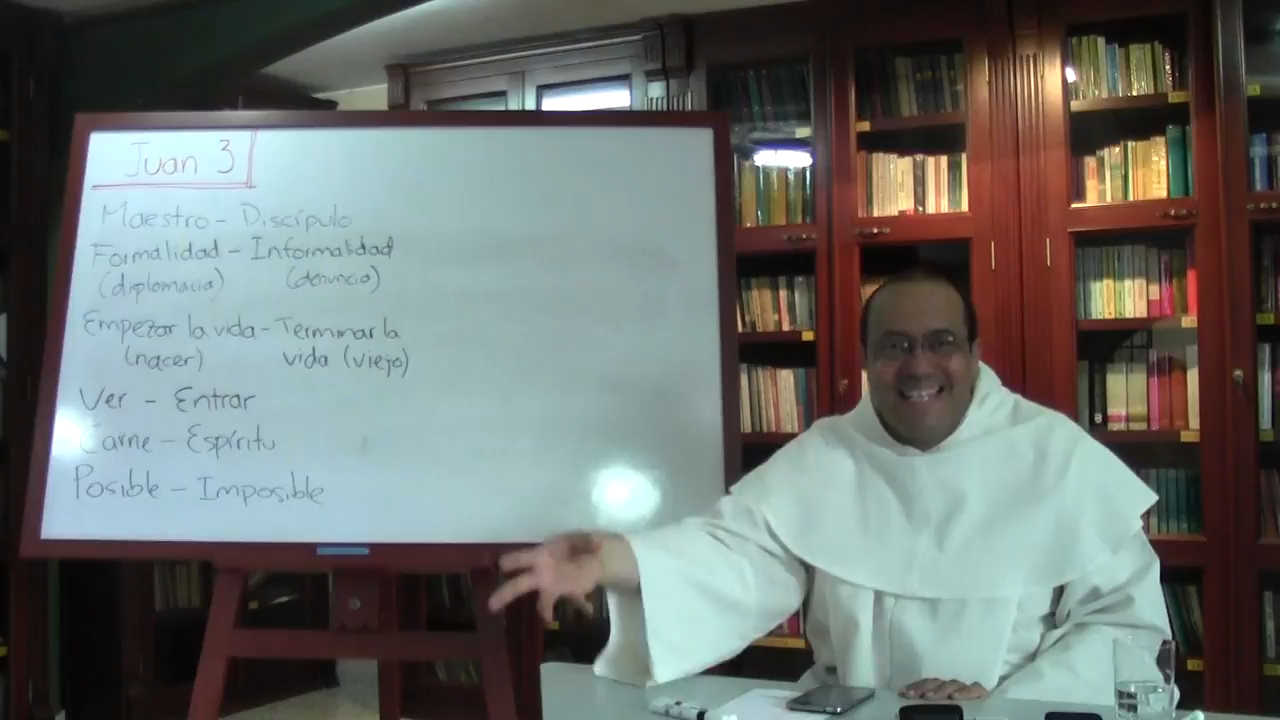 Juan 3
Maestro - Discípulo
Formalidad - Informalidad
(diplomacia) (denuncia)
Empezar la vida - Terminar la
(nacer) vida (viejo)
Ver - Entrar
Carne - Espíritu
Posible - Imposible